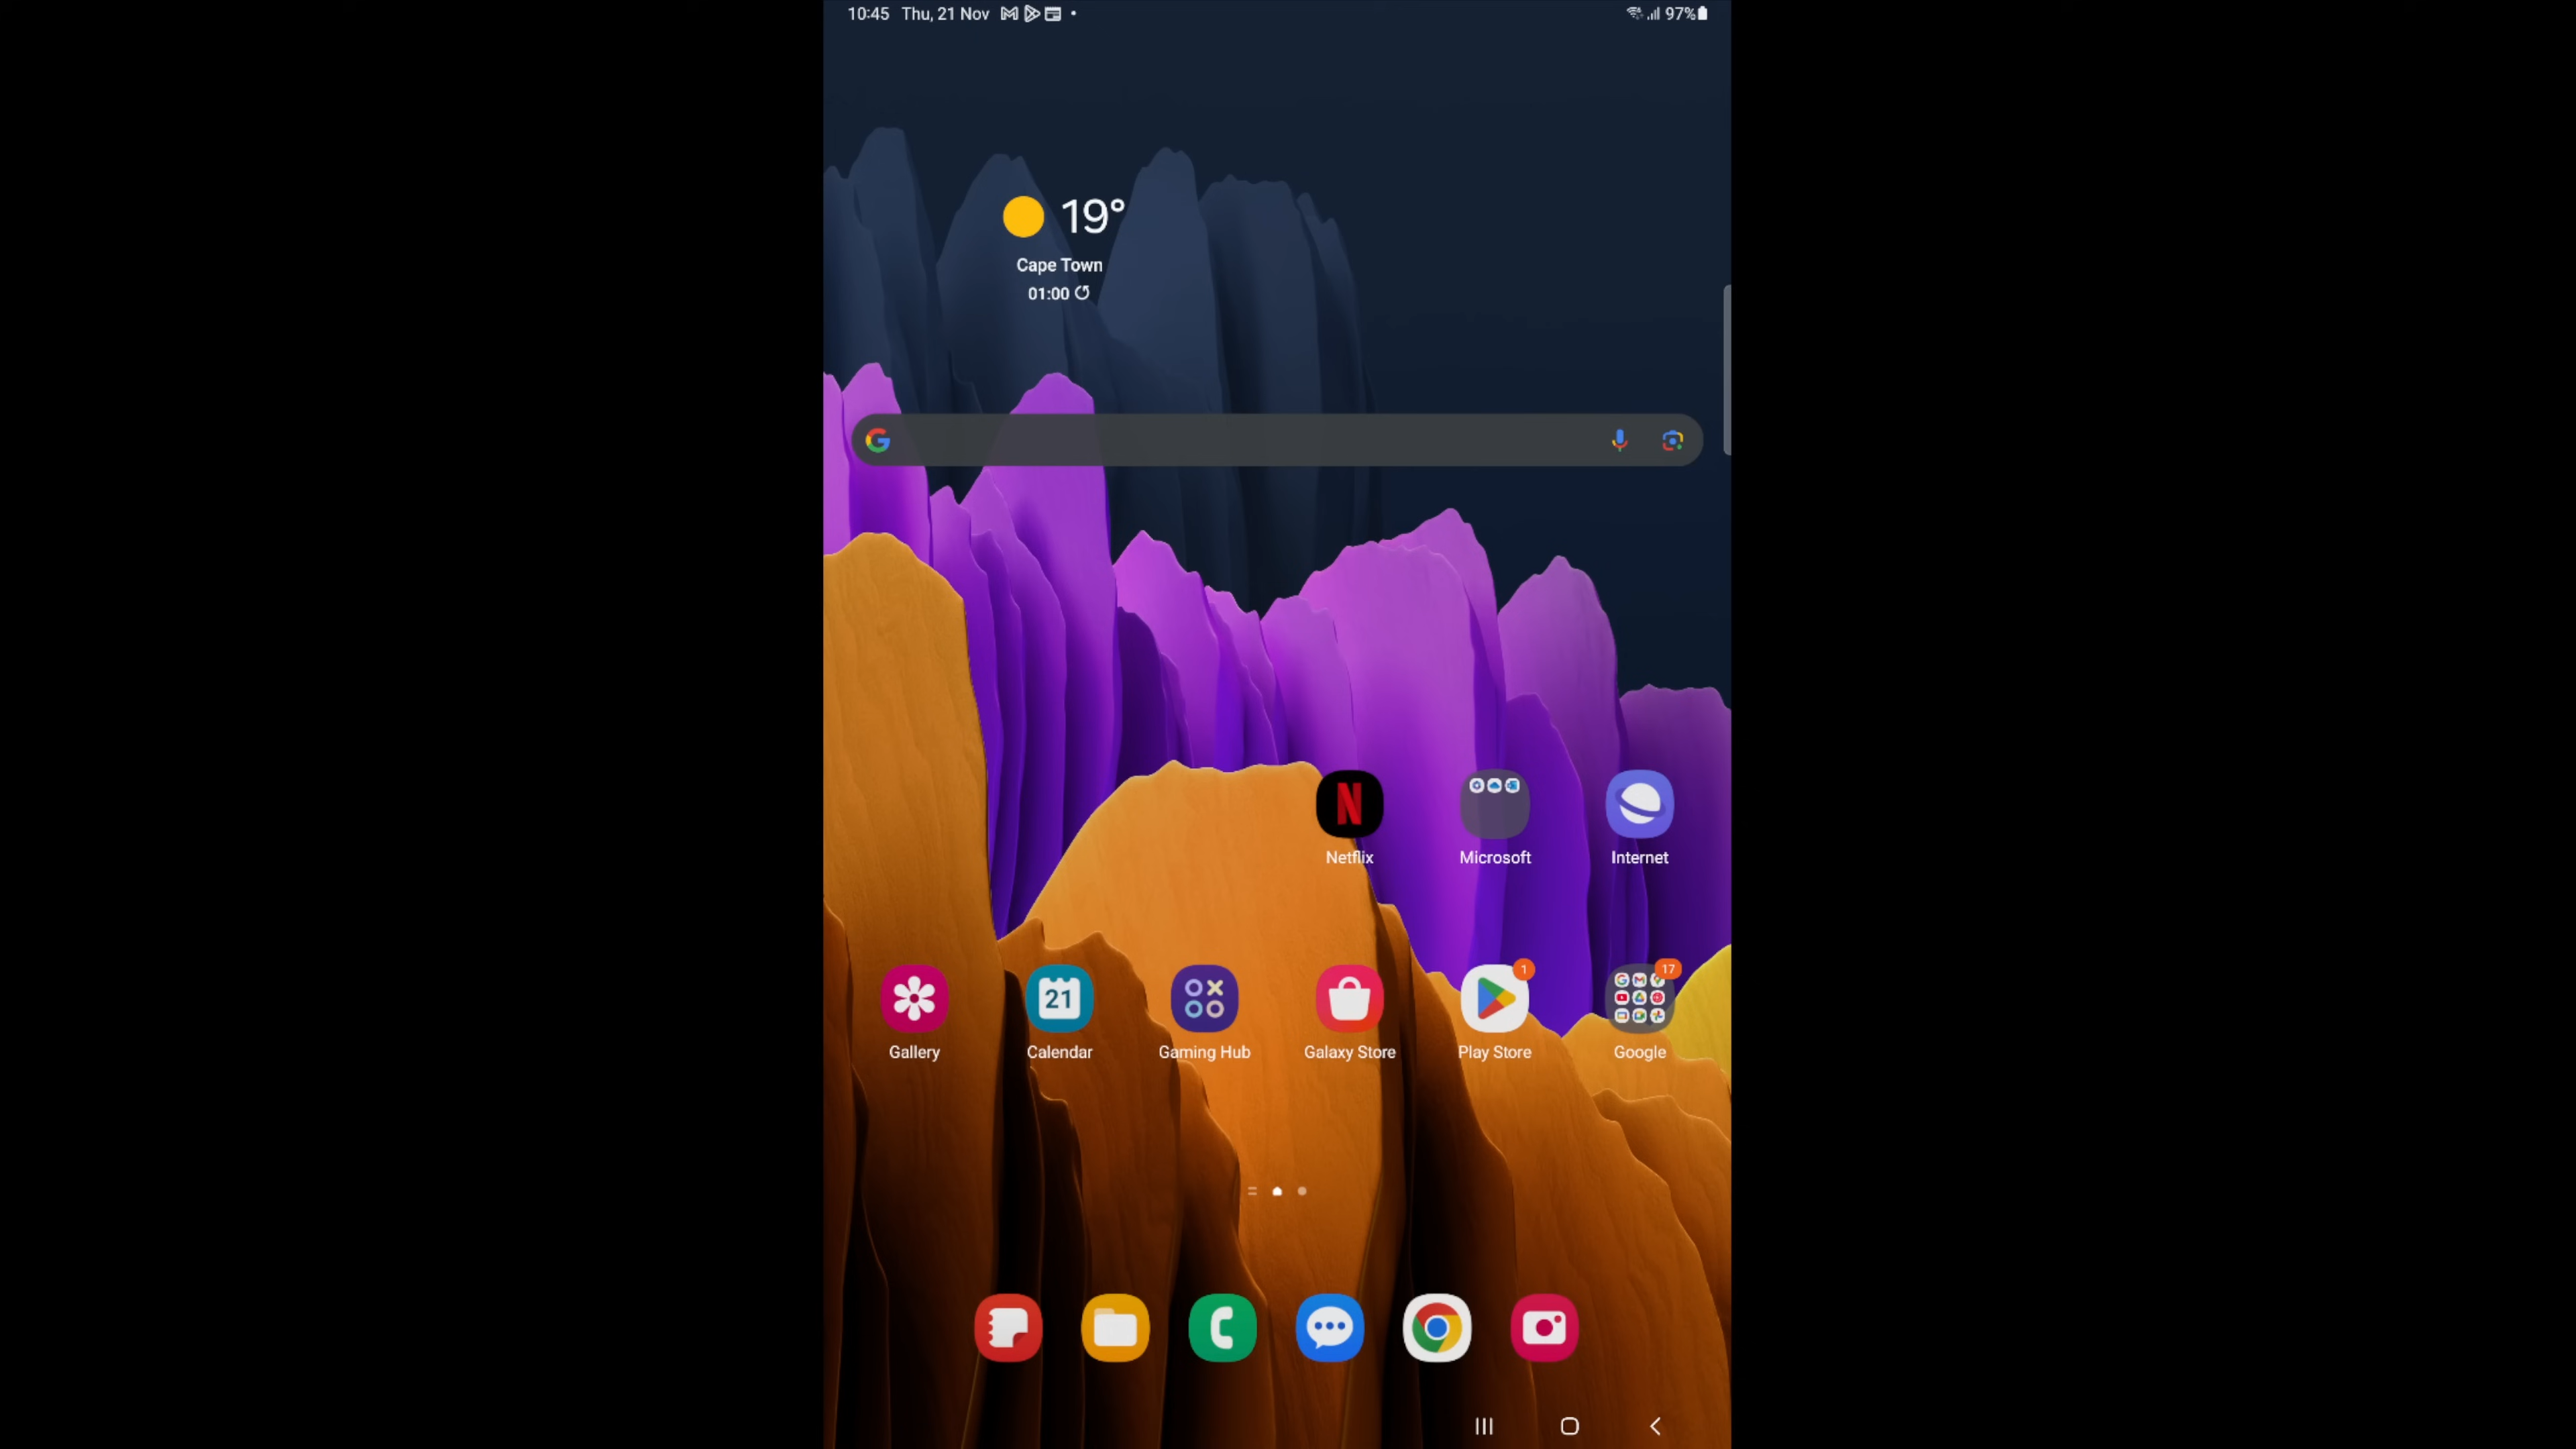 10:45 Thu, 21 Nov
97%
19°
Cape Town
01:00
Netflix
Microsoft
Internet
21
1
17
Gallery
Calendar
Gaming Hub
Galaxy Store
Play Store
Google